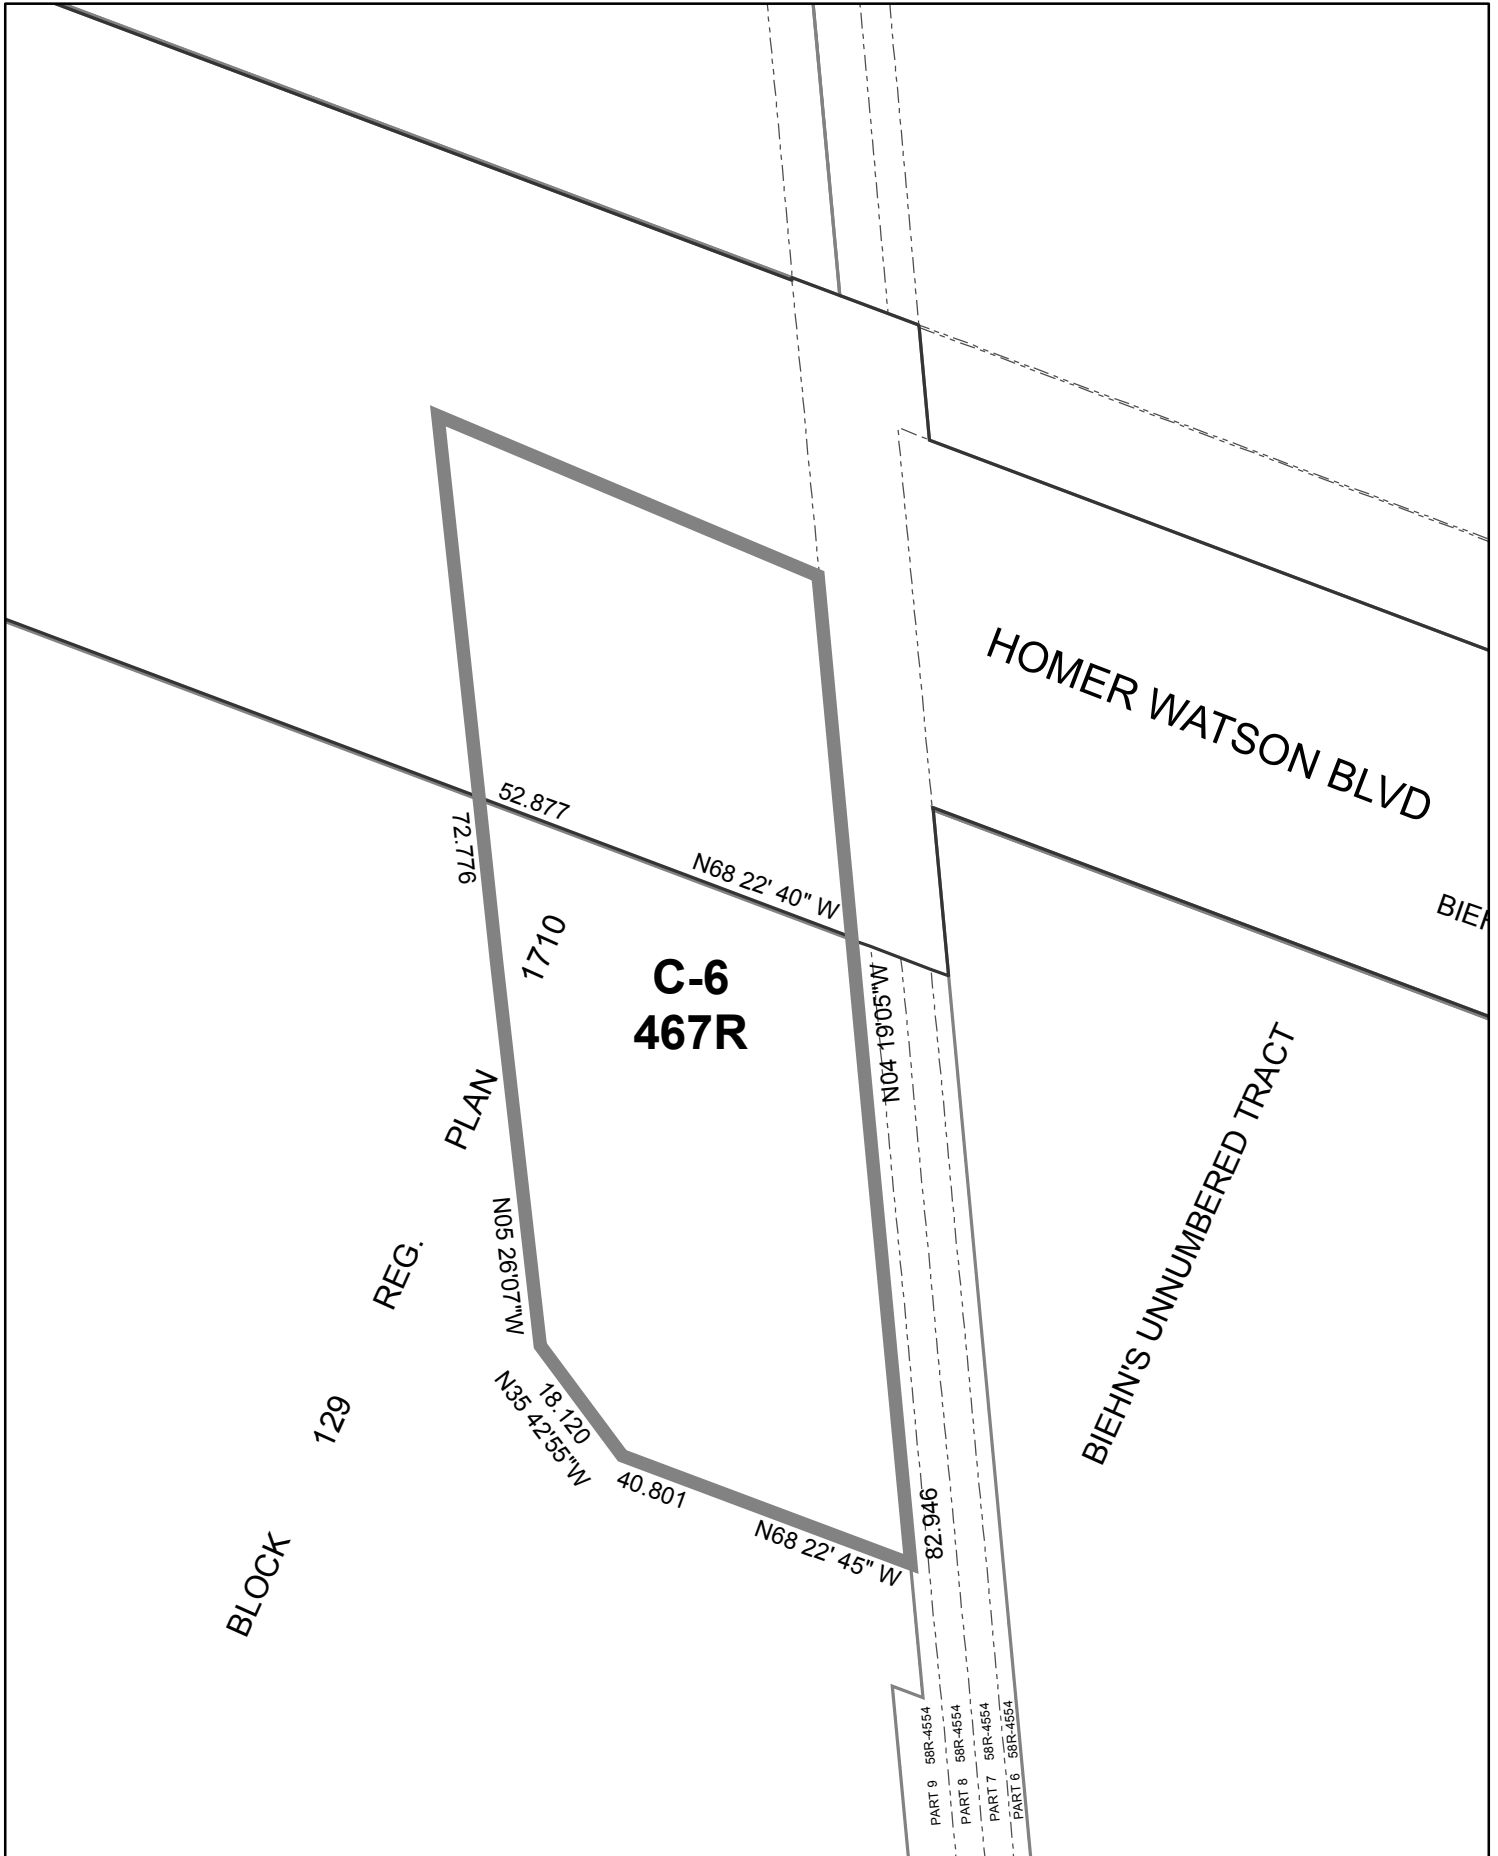 HOMER WATSON BLVD
52.877
72.776
N68 22' 40" W
1710
C-6
467R
N04 19'05"W
PLAN
BIEHN'S UNNUMBERED TRACT
N05 26'07"W
REG.
18.120
N35 42'55"W
129
40.801
82.946
N68 22' 45" W
BLOCK
PART 9 58R-4554
PART 8 58R-4554
PART 7 58R-4554
PART 6 58R-4554